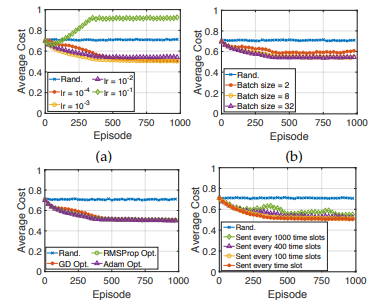 (a)
1
0.8
0.6
0.4
0.2
0
Average Cost
Rand.
lr = 10⁻²
lr = 10⁻⁴
lr = 10⁻¹
lr = 10⁻³
0 250 500 750 1000
Episode
(a)
1
0.8
0.6
0.4
0.2
0
Average Cost
Rand.
Batch size = 2
Batch size = 8
Batch size = 32
0 250 500 750 1000
Episode
(b)
1
0.8
0.6
0.4
0.2
0
Average Cost
Rand.
RMSProp Opt.
GD Opt.
Adam Opt.
0 250 500 750 1000
Episode
1
0.8
0.6
0.4
0.2
0
Average Cost
Rand.
Sent every 1000 time slots
Sent every 400 time slots
Sent every 100 time slots
Sent every time slot
0 250 500 750 1000
Episode